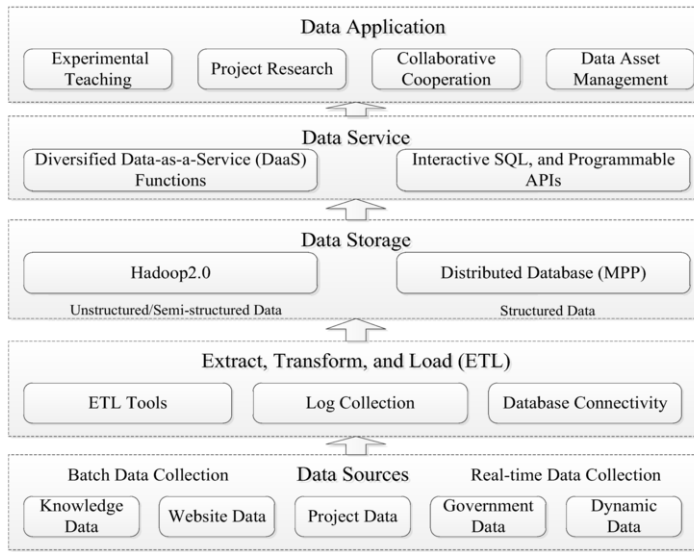 Data Application
Experimental
Teaching
Project Research
Collaborative
Cooperation
Data Asset
Management
Data Service
Diversified Data-as-a-Service (DaaS)
Functions
Interactive SQL, and Programmable
APIs
Data Storage
Hadoop2.0
Distributed Database (MPP)
Unstructured/Semi-structured Data
Structured Data
Extract, Transform, and Load (ETL)
ETL Tools
Log Collection
Database Connectivity
Batch Data Collection
Data Sources
Real-time Data Collection
Knowledge
Data
Website Data
Project Data
Government
Data
Dynamic
Data